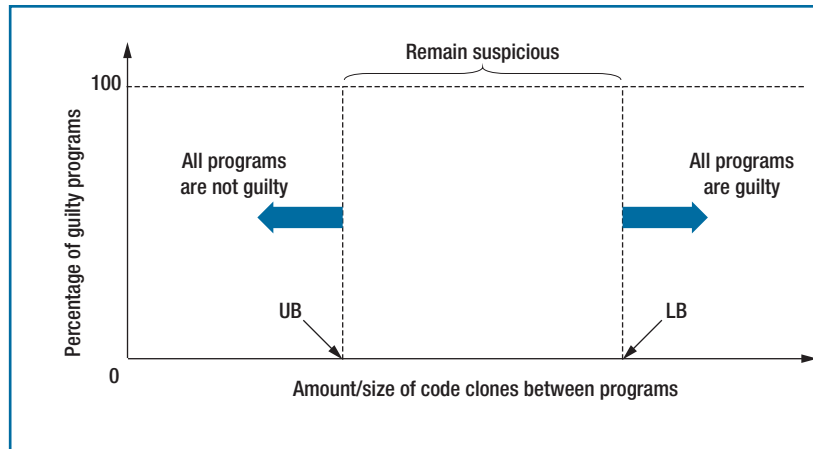 Remain suspicious
100
All programs
are not guilty
All programs
are guilty
Percentage of guilty programs
UB
LB
0
Amount/size of code clones between programs